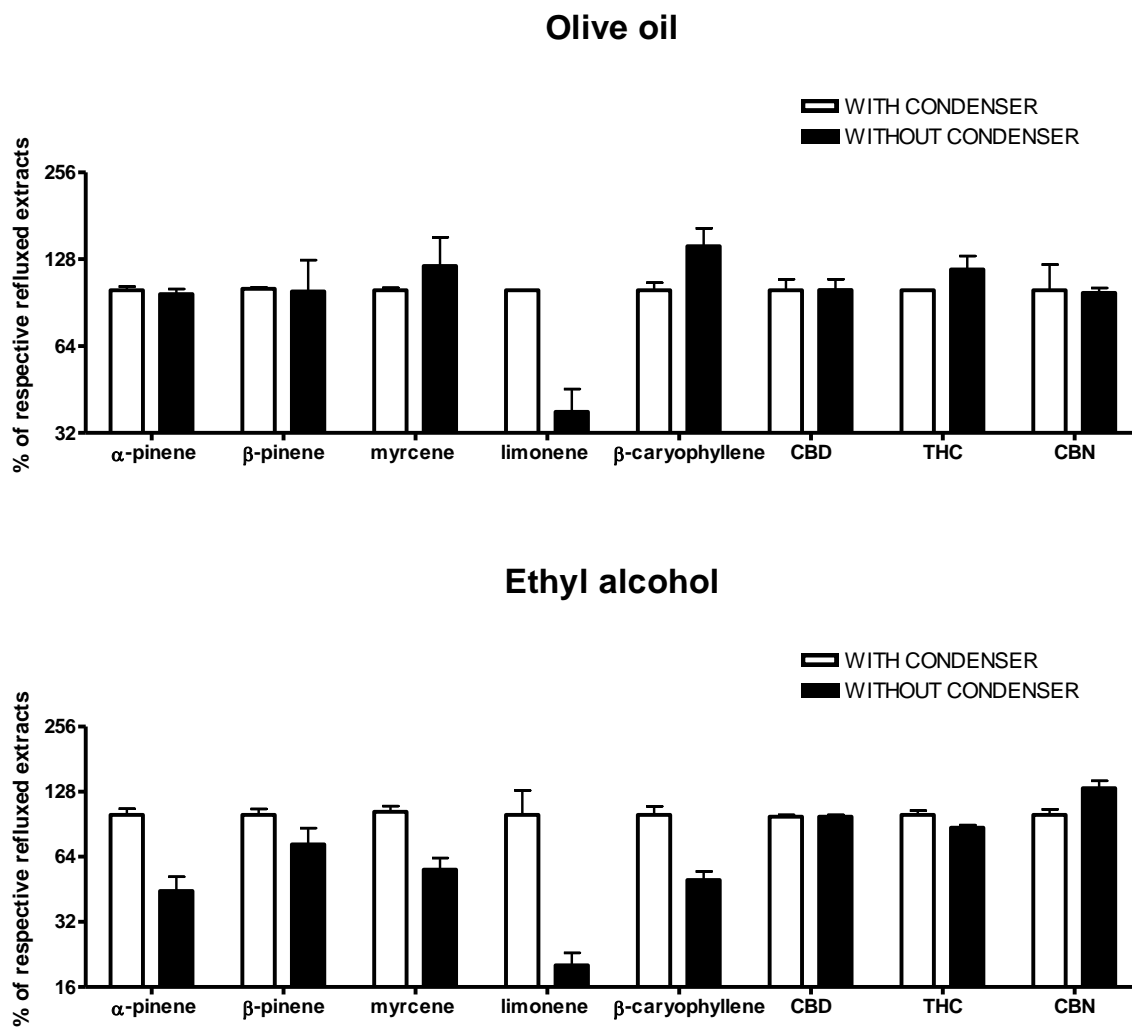 Olive oil
WITH CONDENSER
WITHOUT CONDENSER
% of respective refluxed extracts
256
128
64
32
α-pinene β-pinene myrcene limonene β-caryophyllene CBD THC CBN
Ethyl alcohol
WITH CONDENSER
WITHOUT CONDENSER
% of respective refluxed extracts
256
128
64
32
16
α-pinene β-pinene myrcene limonene β-caryophyllene CBD THC CBN